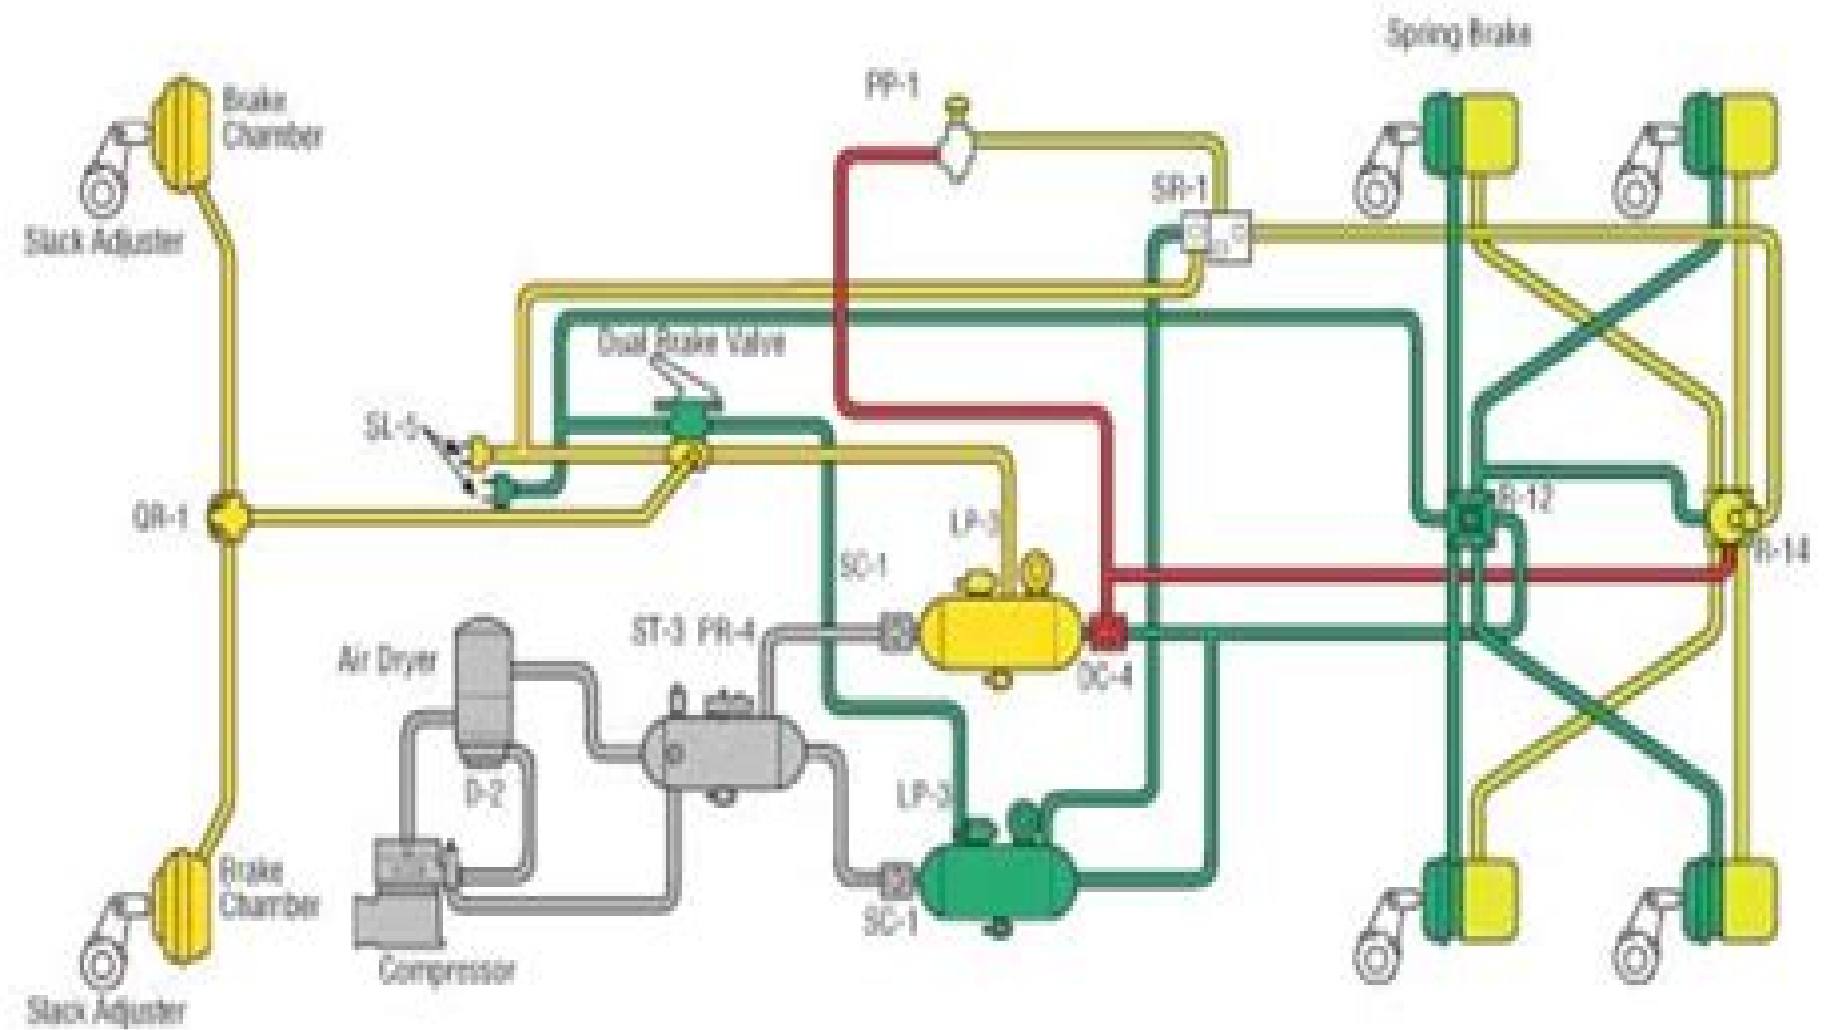 Spring Brake
PP-1
Brake
Chamber
SR-1
Slack Adjuster
Dual Brake Valve
SL-5
QR-1
R-12
LP-3
R-14
SC-1
ST-3 PR-4
Air Dryer
DC-4
D-2
LP-3
Brake
Chamber
SC-1
Compressor
Slack Adjuster